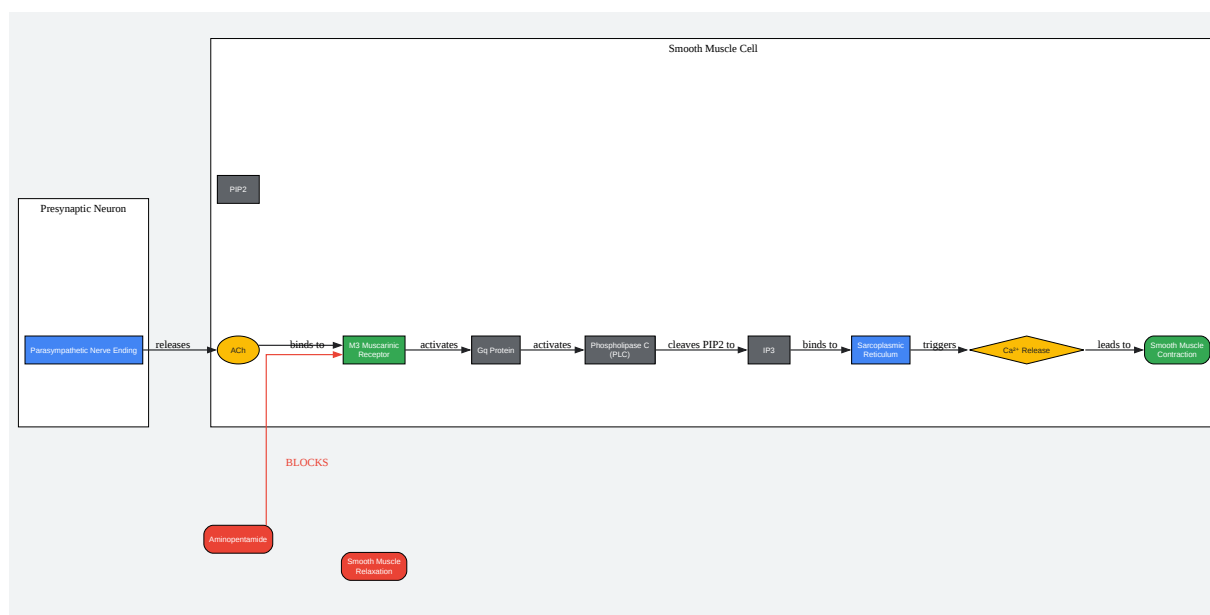 Smooth Muscle Cell
PIP2
Presynaptic Neuron
Parasympathetic Nerve Ending
releases
ACh
binds to
M3 Muscarinic
Receptor
activates
Gq Protein
activates
Phospholipase C
(PLC)
cleaves PIP2 to
IP3
binds to
Sarcoplasmic
Reticulum
triggers
Ca²⁺ Release
leads to
Smooth Muscle
Contraction
BLOCKS
Aminopentamide
Smooth Muscle
Relaxation